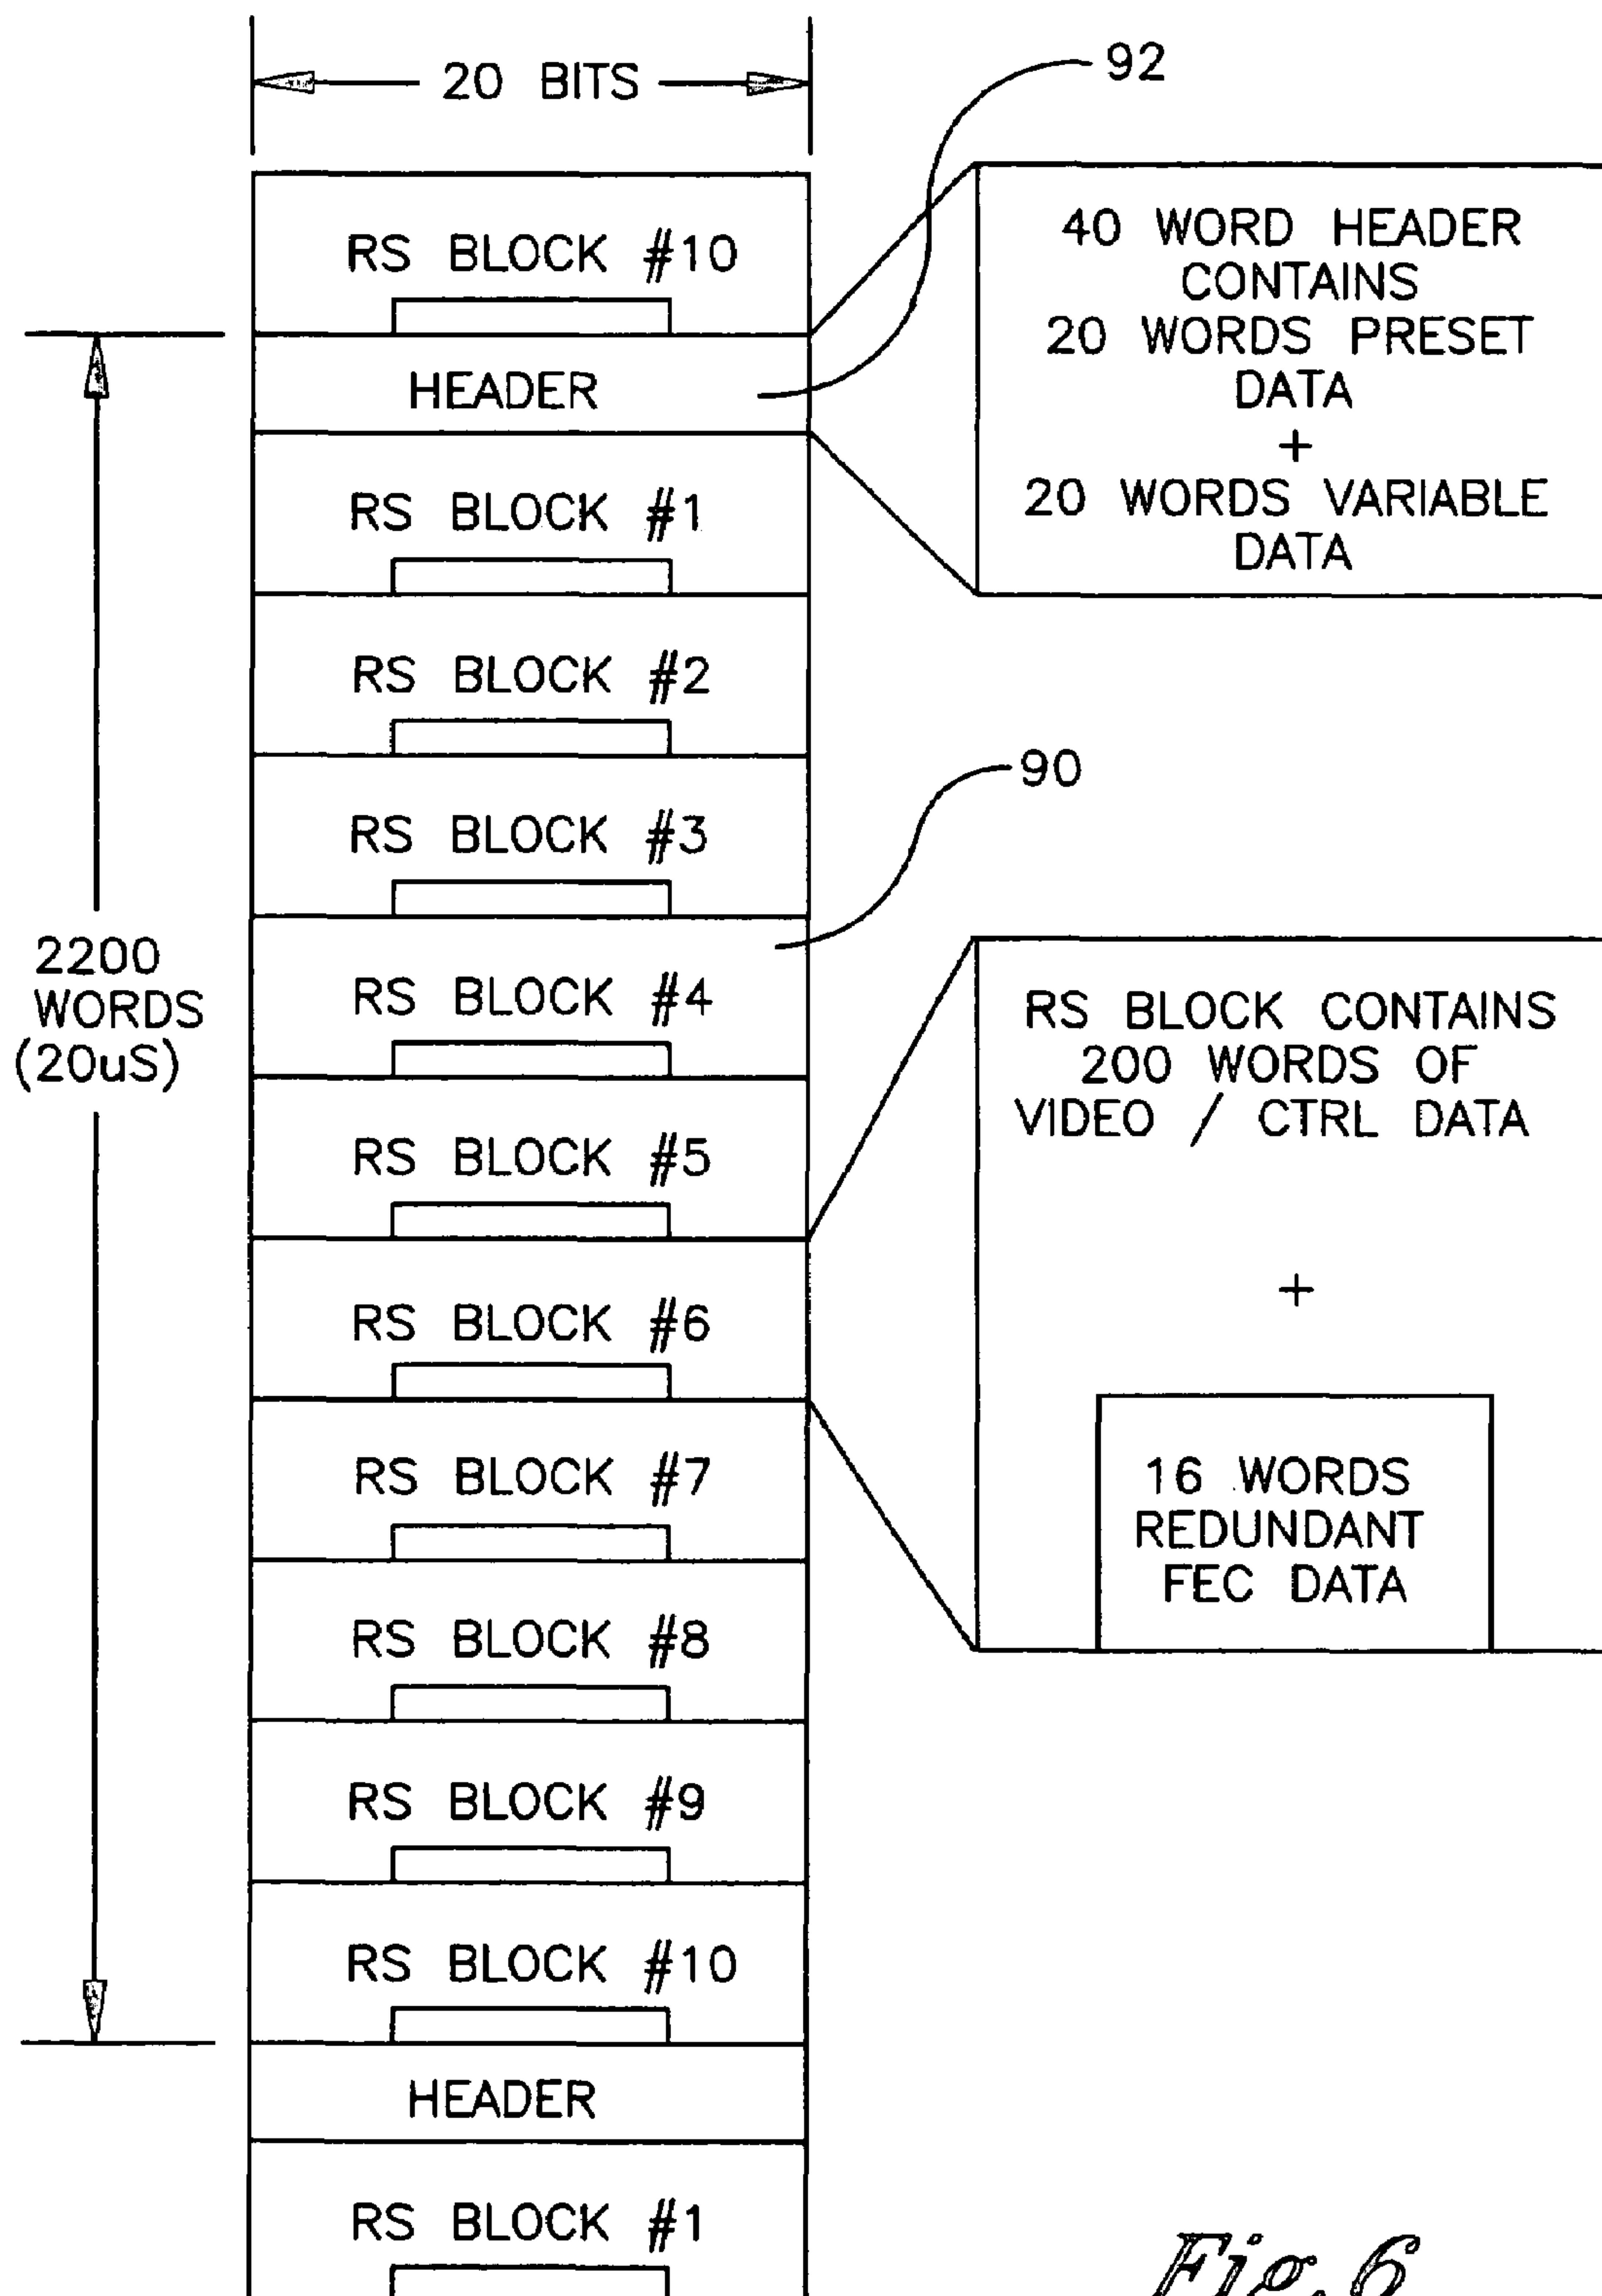 20 BITS
92
RS BLOCK #10
40 WORD HEADER
CONTAINS
20 WORDS PRESET
DATA
+
20 WORDS VARIABLE
DATA
HEADER
RS BLOCK #1
RS BLOCK #2
90
RS BLOCK #3
2200
WORDS
(20uS)
RS BLOCK #4
RS BLOCK CONTAINS
200 WORDS OF
VIDEO / CTRL DATA
+
16 WORDS
REDUNDANT
FEC DATA
RS BLOCK #5
RS BLOCK #6
RS BLOCK #7
RS BLOCK #8
RS BLOCK #9
RS BLOCK #10
HEADER
RS BLOCK #1
Fig. 6